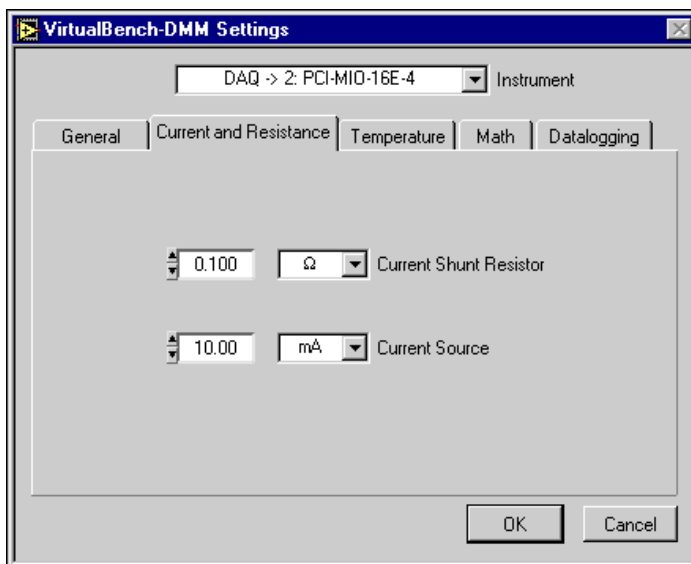 VirtualBench-DMM Settings
DAQ -> 2: PCI-MIO-16E-4 Instrument
General Current and Resistance Temperature Math Datalogging
0.100 Ω Current Shunt Resistor
10.00 mA Current Source
OK Cancel